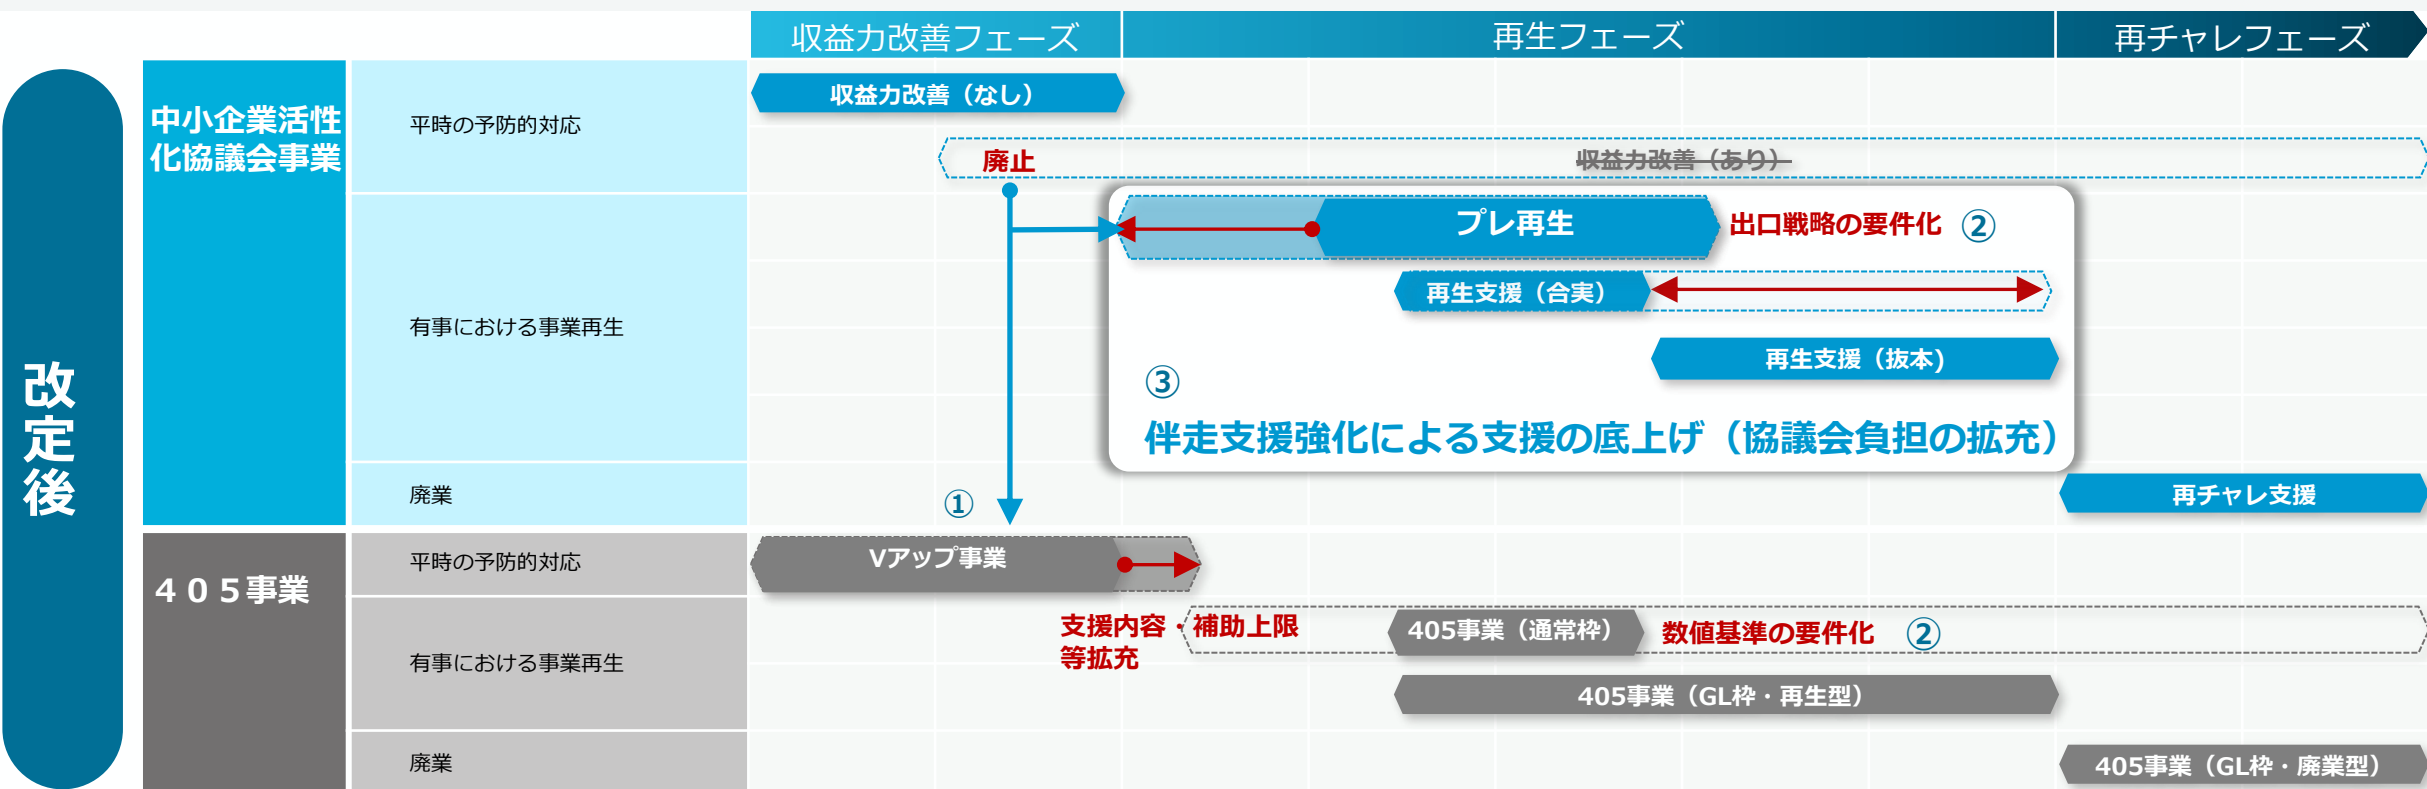 収益力改善フェーズ
再生フェーズ
再チャレフェーズ
改定後
中小企業活性
化協議会事業
平時の予防的対応
収益力改善（なし）
廃止
収益力改善（あり）
有事における事業再生
プレ再生
出口戦略の要件化 ②
再生支援（合実）
再生支援（抜本）
③
伴走支援強化による支援の底上げ（協議会負担の拡充）
廃業
①
再チャレ支援
４０５事業
平時の予防的対応
Vアップ事業
支援内容・補助上限
等拡充
有事における事業再生
405事業（通常枠）
数値基準の要件化 ②
405事業（GL枠・再生型）
廃業
405事業（GL枠・廃業型）